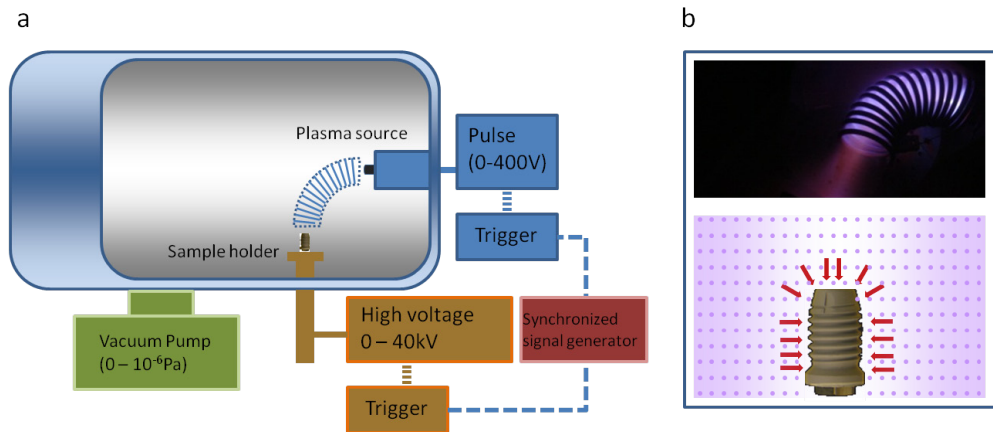 a
b
Plasma source
Pulse
(0-400V)
Trigger
Sample holder
High voltage
0 – 40kV
Synchronized
signal generator
Vacuum Pump
(0 – 10⁻⁶Pa)
Trigger